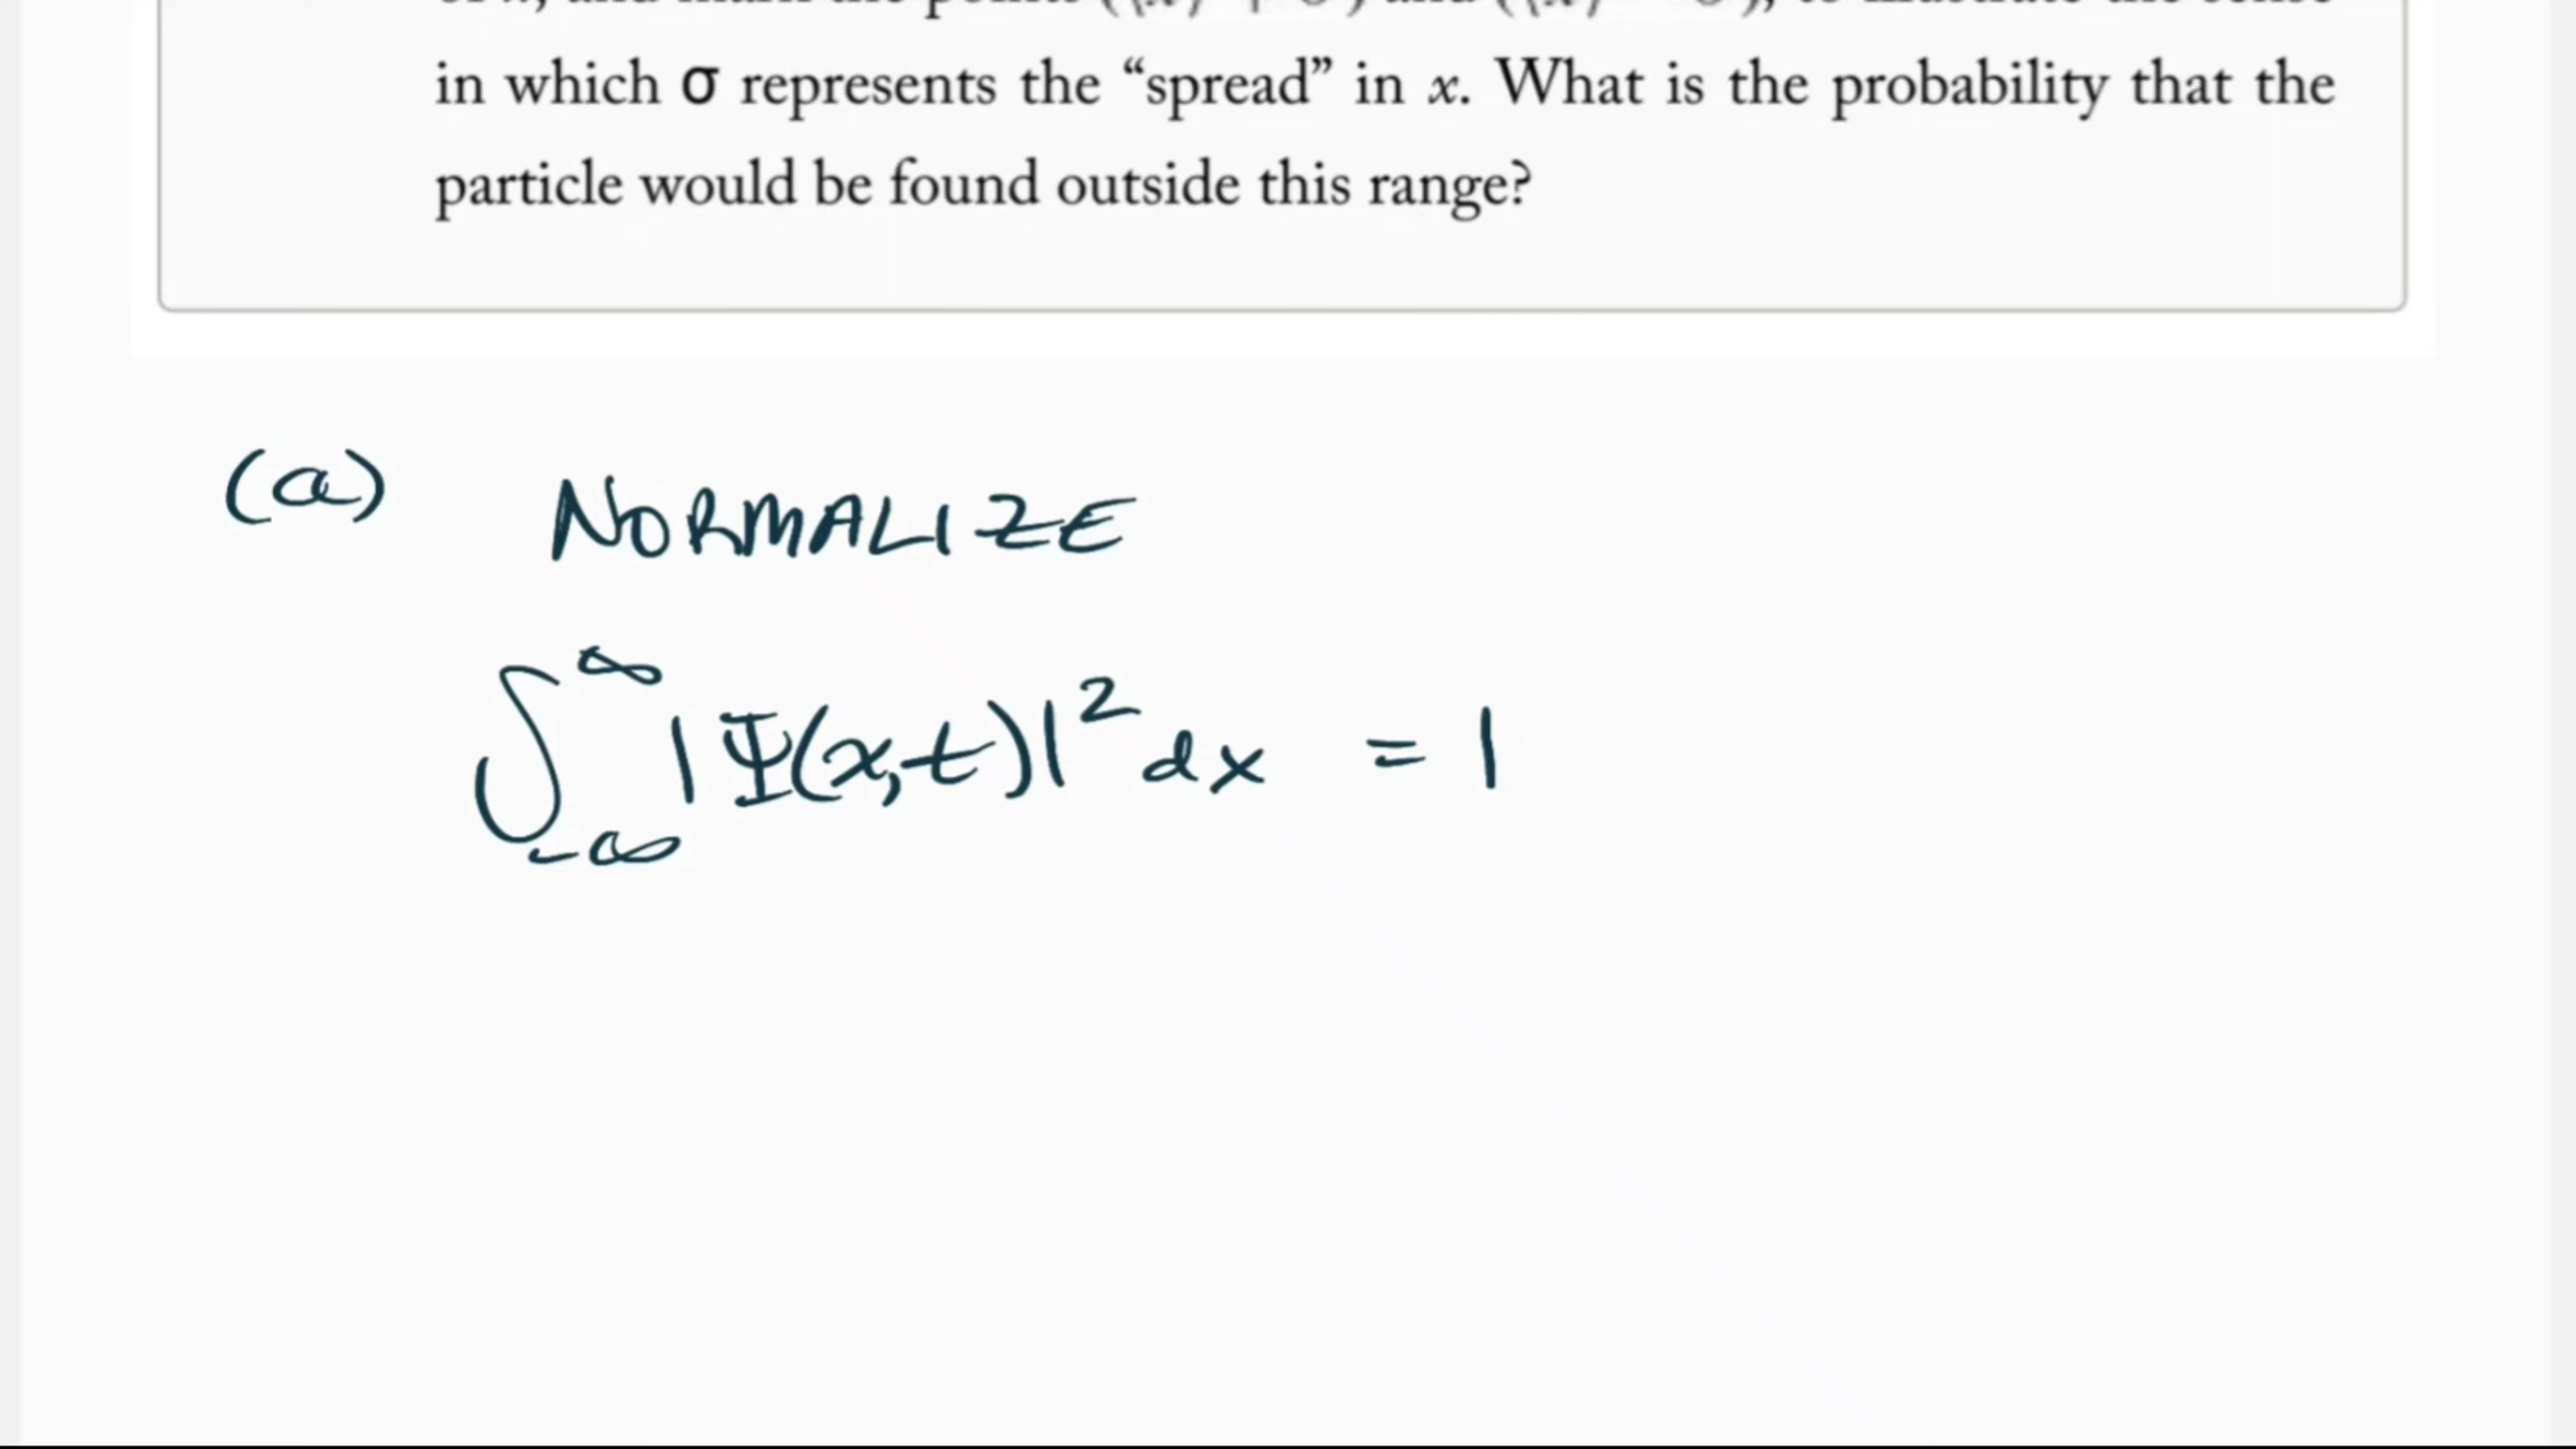 in which σ represents the “spread” in x. What is the probability that the
particle would be found outside this range?
(a) NORMALIZE
∫_{-∞}^{∞} |Ψ(x,t)|² dx = 1